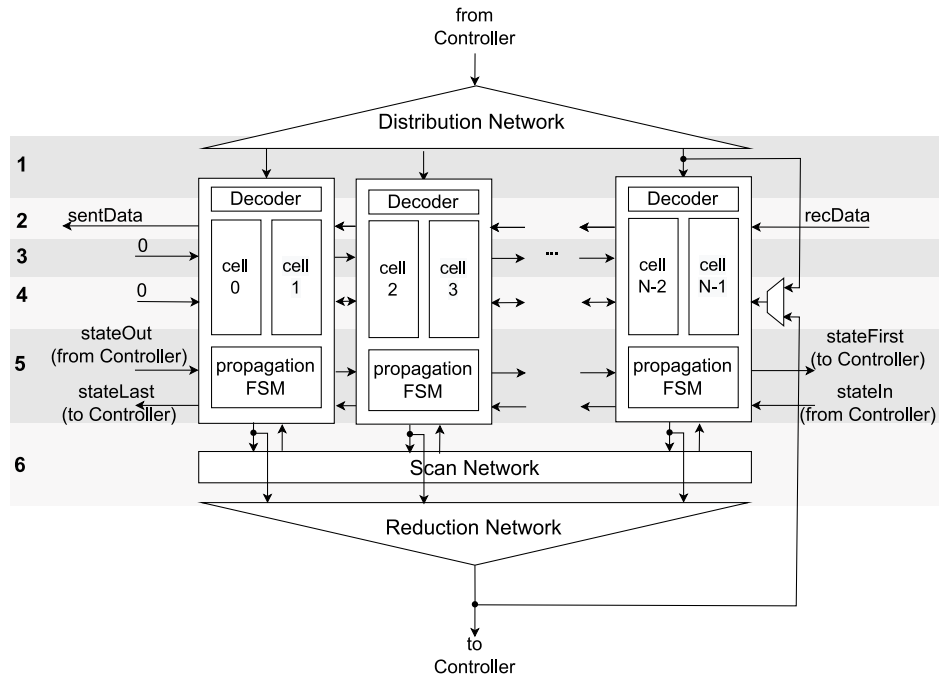 from
Controller
Distribution Network
1
Decoder
Decoder
Decoder
2
sentData
recData
3
0
cell
0
cell
1
cell
2
cell
3
...
cell
N-2
cell
N-1
4
0
5
stateOut
(from Controller)
stateLast
(to Controller)
propagation
FSM
propagation
FSM
propagation
FSM
stateFirst
(to Controller)
stateIn
(from Controller)
6
Scan Network
Reduction Network
to
Controller